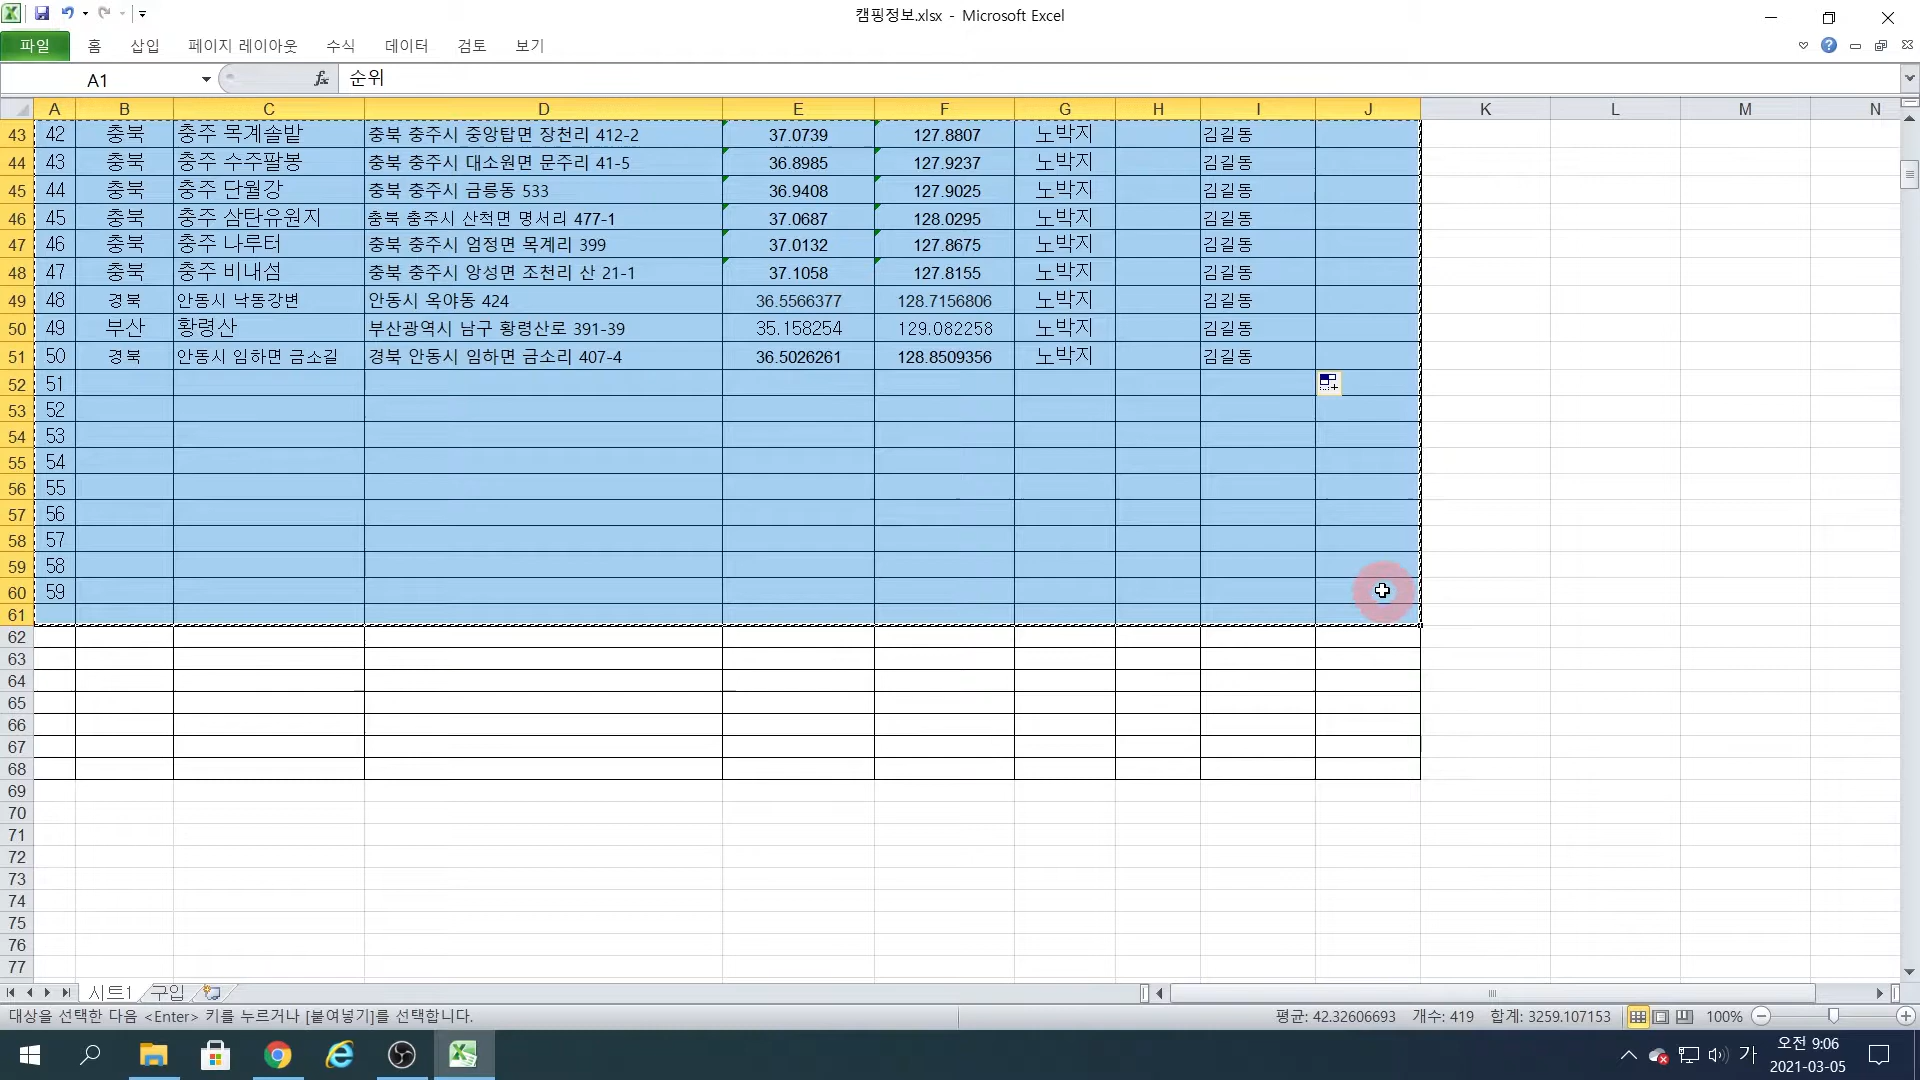 캠핑정보.xlsx - Microsoft Excel
파일 홈 삽입 페이지 레이아웃 수식 데이터 검토 보기
A1 fx 순위
A B C D E F G H I J K L M N
43 42 충북 충주 목계솔밭 충북 충주시 중앙탑면 장천리 412-2 37.0739 127.8807 노박지 김길동
44 43 충북 충주 수주팔봉 충북 충주시 대소원면 문주리 41-5 36.8985 127.9237 노박지 김길동
45 44 충북 충주 단월강 충북 충주시 금릉동 533 36.9408 127.9025 노박지 김길동
46 45 충북 충주 삼탄유원지 충북 충주시 산척면 명서리 477-1 37.0687 128.0295 노박지 김길동
47 46 충북 충주 나루터 충북 충주시 엄정면 목계리 399 37.0132 127.8675 노박지 김길동
48 47 충북 충주 비내섬 충북 충주시 앙성면 조천리 산 21-1 37.1058 127.8155 노박지 김길동
49 48 경북 안동시 낙동강변 안동시 옥야동 424 36.5566377 128.7156806 노박지 김길동
50 49 부산 황령산 부산광역시 남구 황령산로 391-39 35.158254 129.082258 노박지 김길동
51 50 경북 안동시 임하면 금소길 경북 안동시 임하면 금소리 407-4 36.5026261 128.8509356 노박지 김길동
52 51
53 52
54 53
55 54
56 55
57 56
58 57
59 58
60 59
61
62
63
64
65
66
67
68
69
70
71
72
73
74
75
76
77
시트1 구입
대상을 선택한 다음 <Enter> 키를 누르거나 [붙여넣기]를 선택합니다. 평균: 42.32606693 개수: 419 합계: 3259.107153 100%
가 오전 9:06
2021-03-05